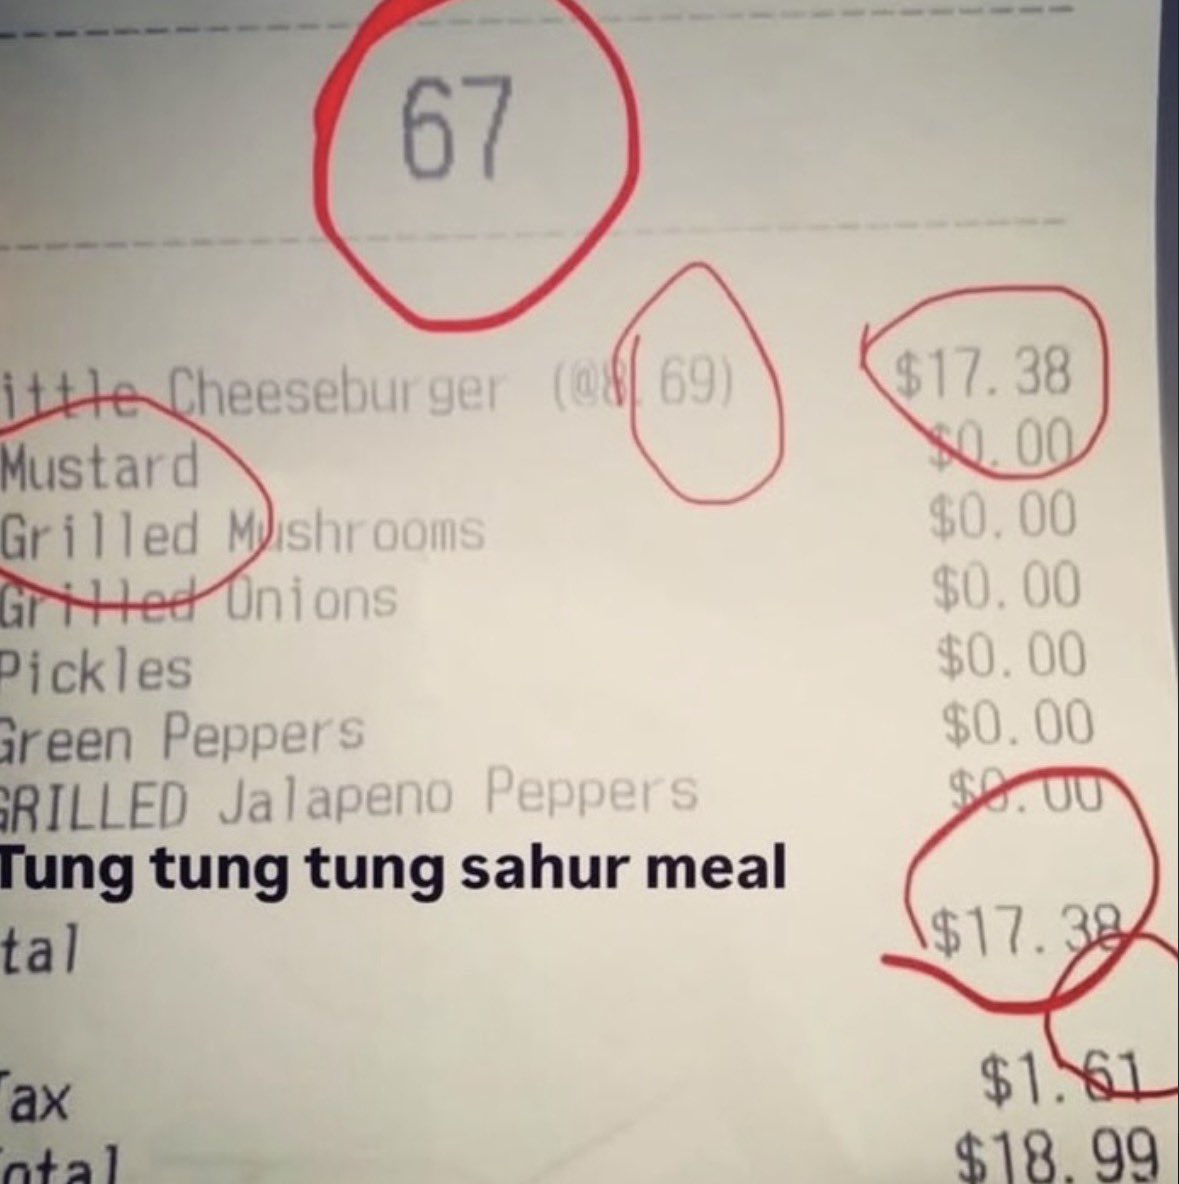 67
ittle Cheeseburger (@8.69) $17.38
Mustard $0.00
Grilled Mushrooms $0.00
Grilled Onions $0.00
Pickles $0.00
Green Peppers $0.00
GRILLED Jalapeno Peppers $0.00
Tung tung tung sahur meal
tal $17.38
Tax $1.61
Total $18.99